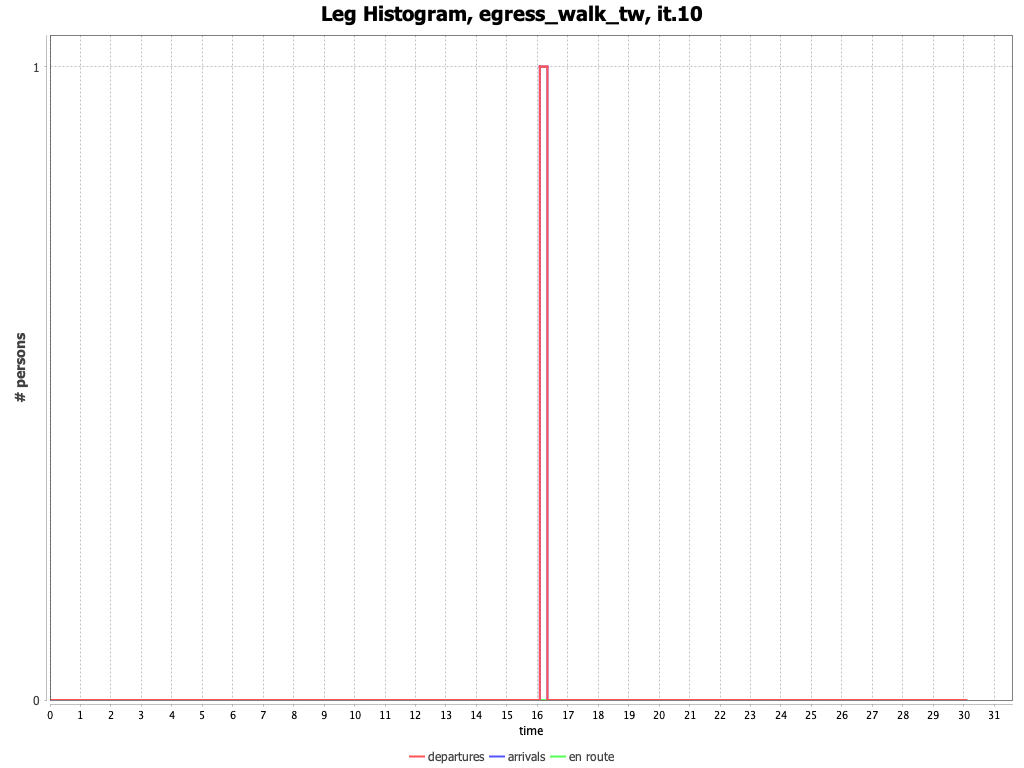 Leg Histogram, egress_walk_tw, it.10
1
# persons
0
0 1 2 3 4 5 6 7 8 9 10 11 12 13 14 15 16 17 18 19 20 21 22 23 24 25 26 27 28 29 30 31
time
departures arrivals en route